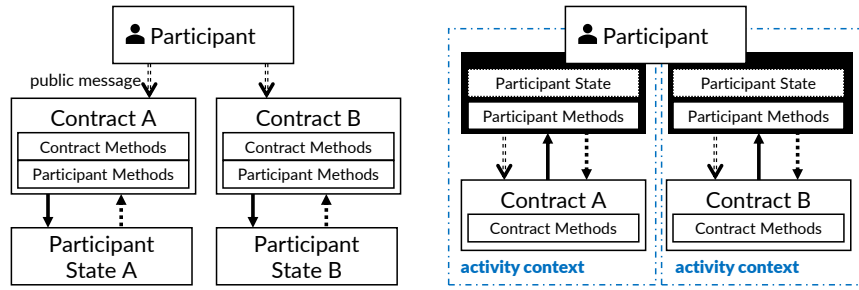 Participant
public message
Contract A
Contract Methods
Participant Methods
Participant
State A
Contract B
Contract Methods
Participant Methods
Participant
State B
Participant
Participant State
Participant Methods
Contract A
Contract Methods
activity context
Participant State
Participant Methods
Contract B
Contract Methods
activity context